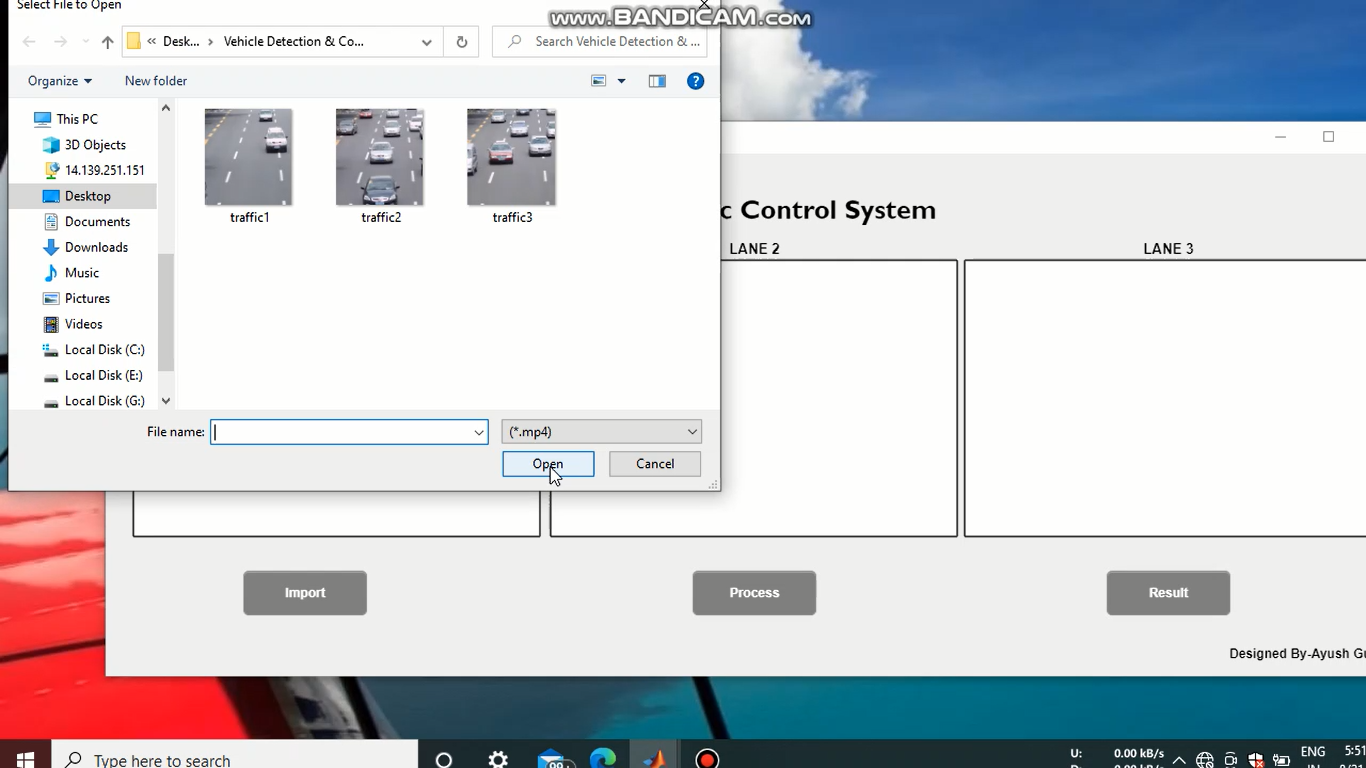 Select File to Open
www.BANDICAM.com
« Desk... › Vehicle Detection & Co...
Search Vehicle Detection & ...
Organize
New folder
This PC
3D Objects
14.139.251.151
Desktop
Documents
Downloads
Music
Pictures
Videos
Local Disk (C:)
Local Disk (E:)
Local Disk (G:)
traffic1
traffic2
traffic3
File name:
(*.mp4)
Open
Cancel
c Control System
LANE 2
LANE 3
Import
Process
Result
Designed By-Ayush Gu
Type here to search
99+
U:
0.00 kB/s
D:
ENG
IN
5:51